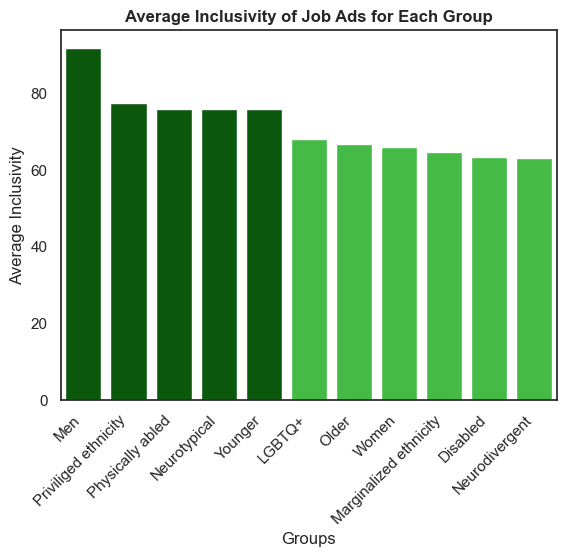 Average Inclusivity of Job Ads for Each Group
Average Inclusivity
80
60
40
20
0
Men
Priviliged ethnicity
Physically abled
Neurotypical
Younger
LGBTQ+
Older
Women
Marginalized ethnicity
Disabled
Neurodivergent
Groups